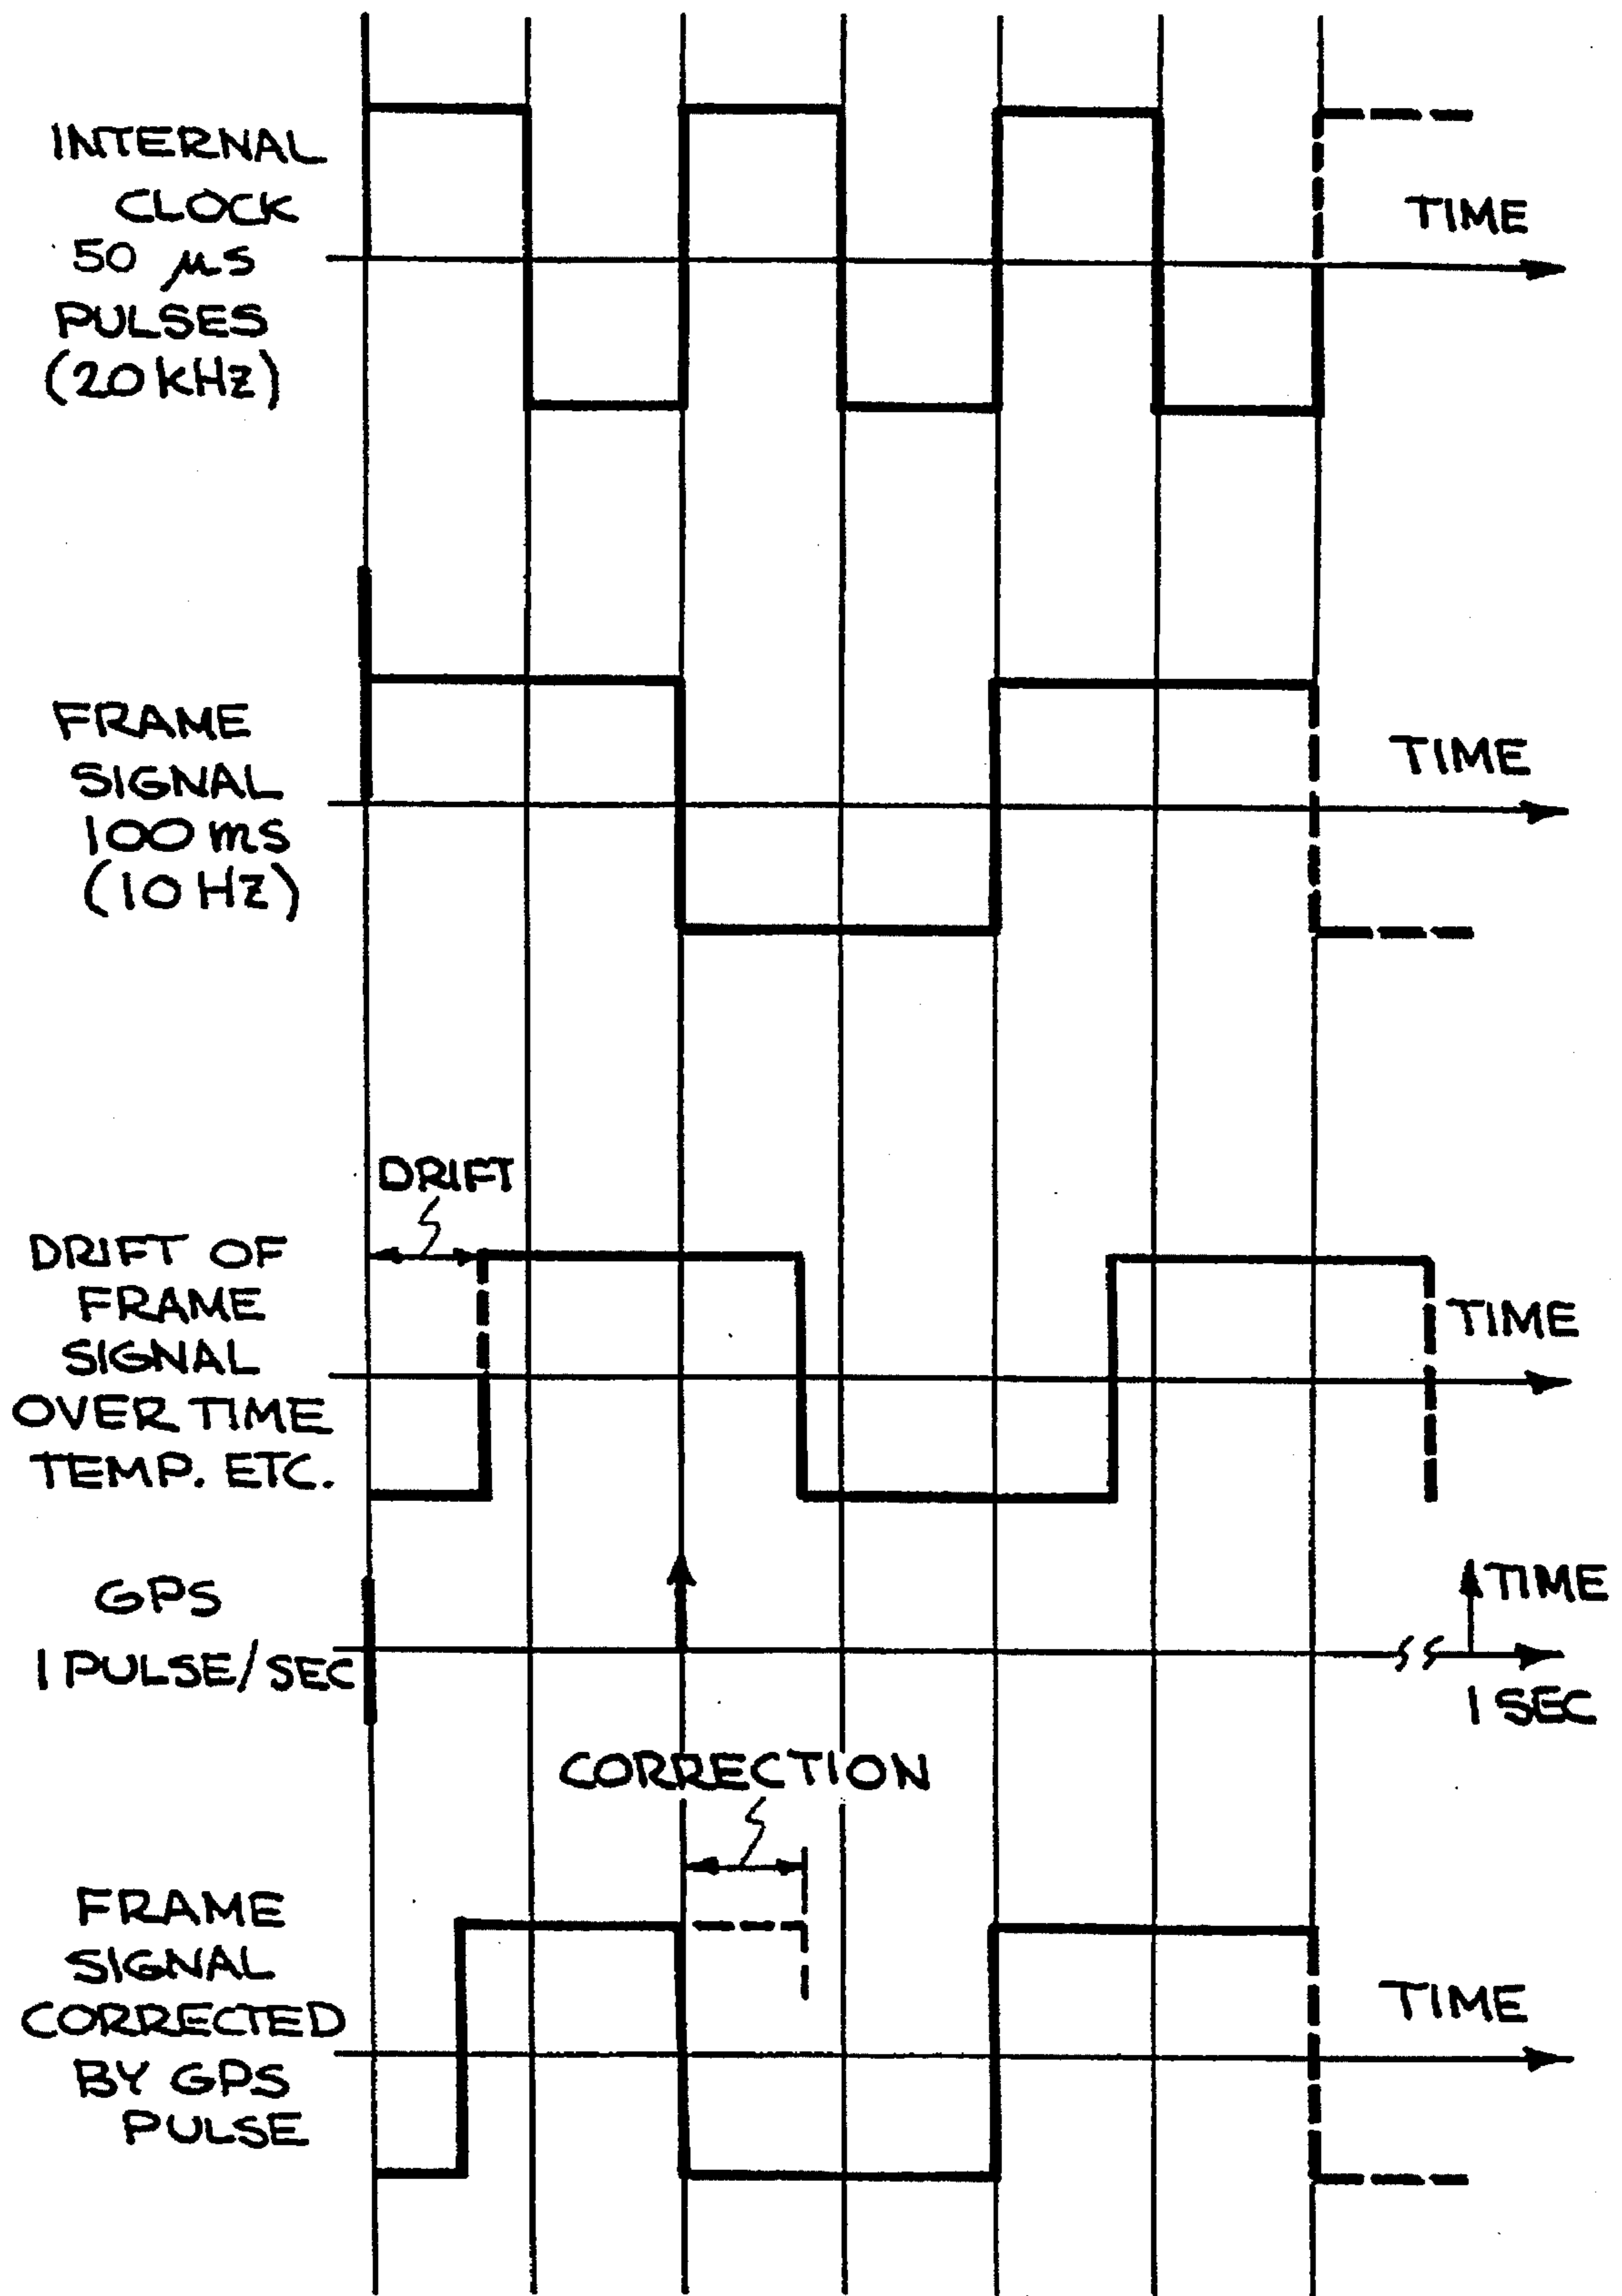 INTERNAL
CLOCK
50 μs
PULSES
(20 kHz)
TIME
FRAME
SIGNAL
100 ms
(10 Hz)
TIME
DRIFT
DRIFT OF
FRAME
SIGNAL
OVER TIME
TEMP. ETC.
TIME
GPS
1 PULSE/SEC
TIME
1 SEC
CORRECTION
FRAME
SIGNAL
CORRECTED
BY GPS
PULSE
TIME